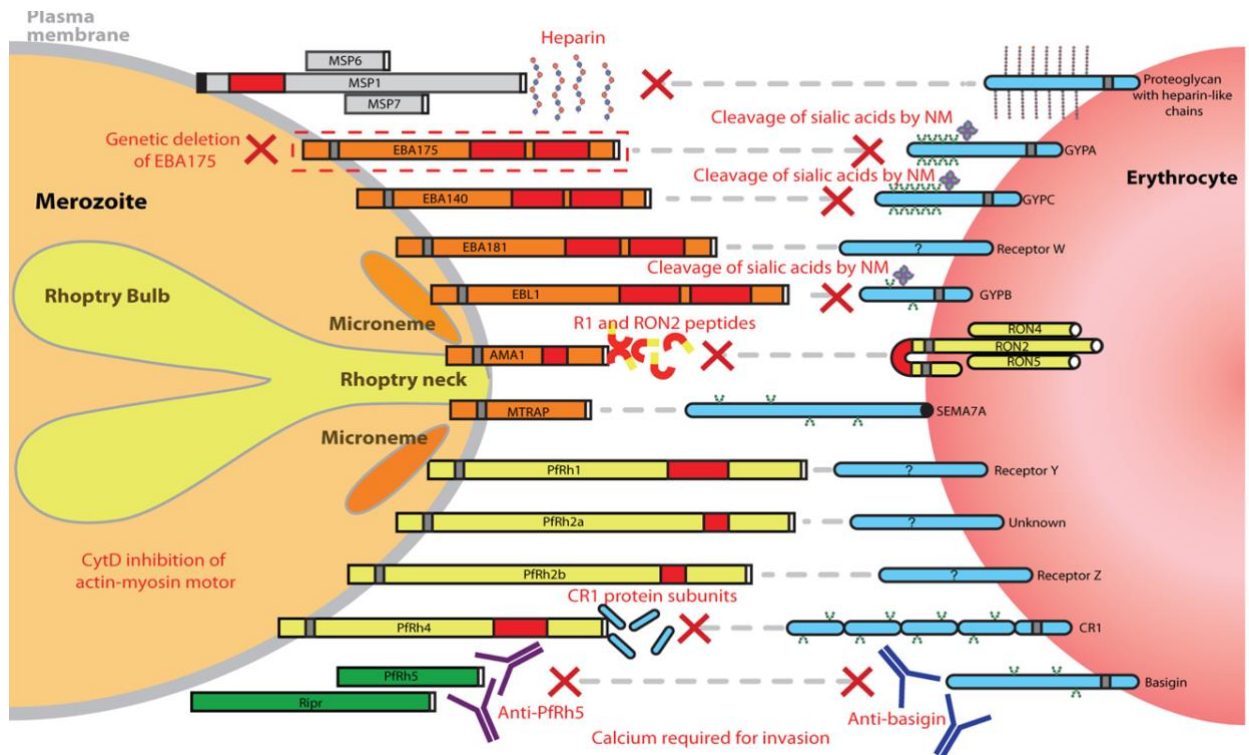 Plasma
membrane
Heparin
MSP6
MSP1
MSP7
Proteoglycan
with heparin-like
chains
Genetic deletion
of EBA175
EBA175
Cleavage of sialic acids by NM
GYPA
Merozoite
EBA140
Cleavage of sialic acids by NM
GYPC
Erythrocyte
EBA181
?
Receptor W
Rhoptry Bulb
Microneme
EBL1
Cleavage of sialic acids by NM
GYPB
R1 and RON2 peptides
AMA1
RON4
RON2
RON5
Rhoptry neck
MTRAP
SEMA7A
Microneme
PfRh1
?
Receptor Y
PfRh2a
?
Unknown
CytD inhibition of
actin-myosin motor
PfRh2b
?
Receptor Z
CR1 protein subunits
PfRh4
CR1
PfRh5
Ripr
Anti-PfRh5
Anti-basigin
Basigin
Calcium required for invasion